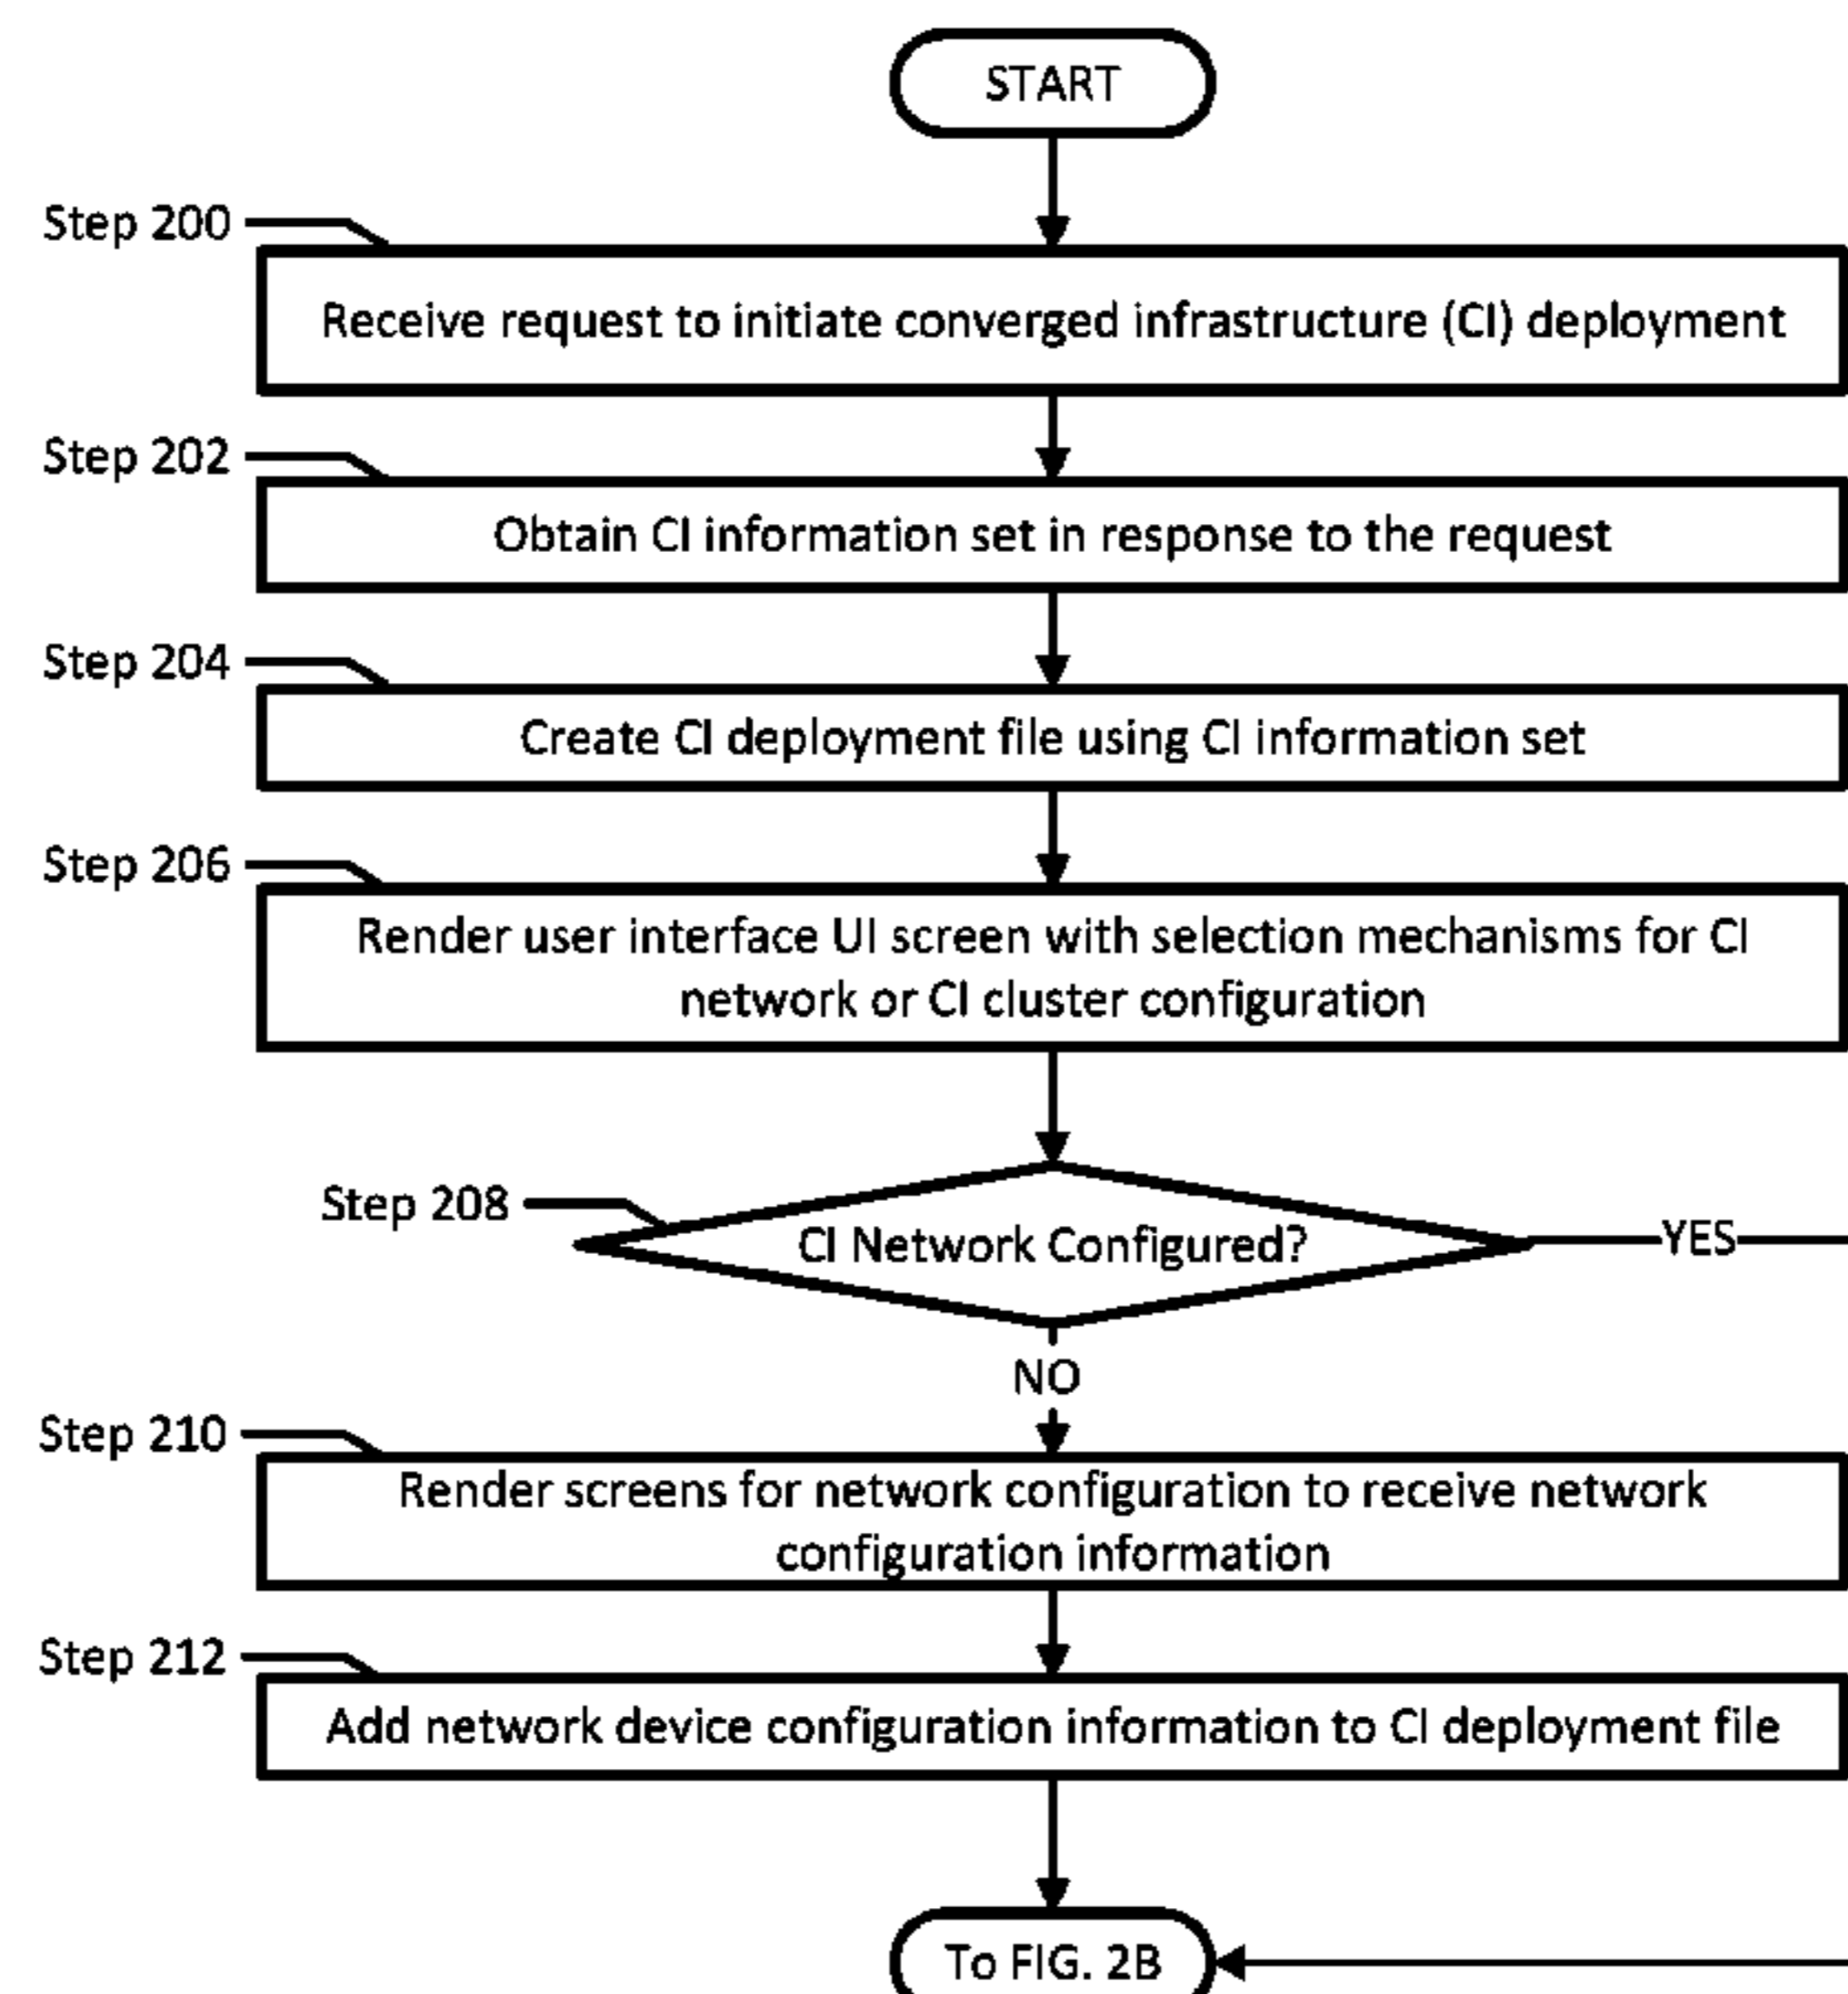 START
Step 200
Receive request to initiate converged infrastructure (CI) deployment
Step 202
Obtain CI information set in response to the request
Step 204
Create CI deployment file using CI information set
Step 206
Render user interface UI screen with selection mechanisms for CI
network or CI cluster configuration
Step 208
CI Network Configured?
YES
NO
Step 210
Render screens for network configuration to receive network
configuration information
Step 212
Add network device configuration information to CI deployment file
To FIG. 2B